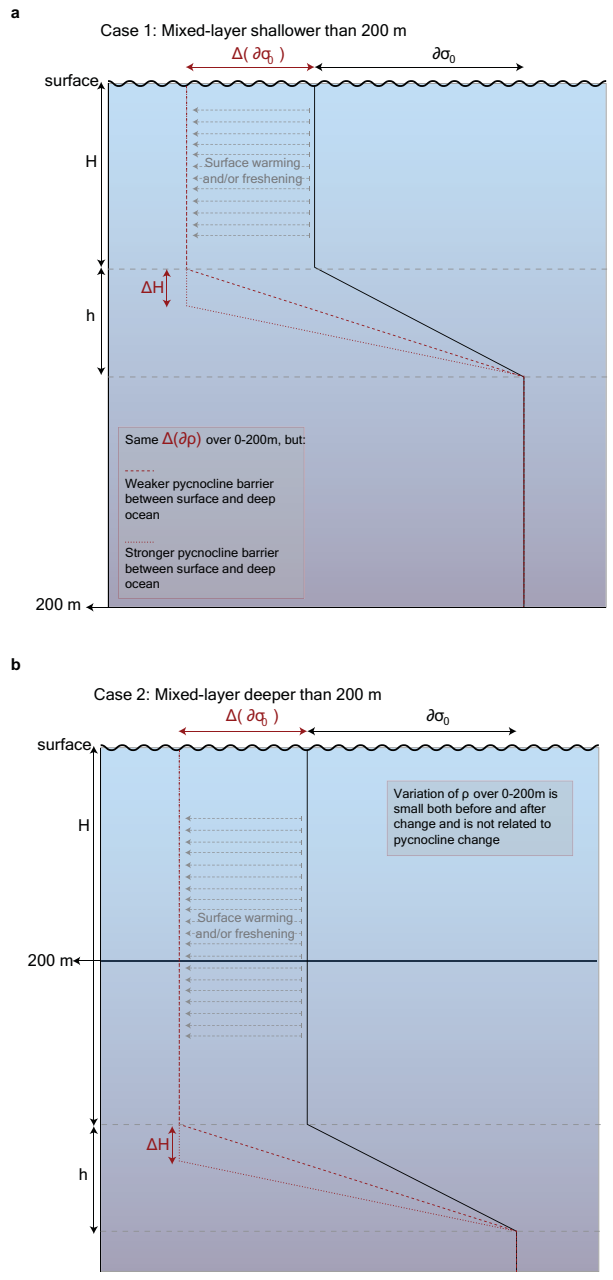 a
Case 1: Mixed-layer shallower than 200 m
Δ(∂σ₀) ∂σ₀
surface
H
Surface warming
and/or freshening
ΔH
h
Same Δ(∂ρ) over 0-200m, but:
Weaker pycnocline barrier
between surface and deep
ocean
Stronger pycnocline barrier
between surface and deep
ocean
200 m
b
Case 2: Mixed-layer deeper than 200 m
Δ(∂σ₀) ∂σ₀
surface
Variation of ρ over 0-200m is
small both before and after
change and is not related to
pycnocline change
H
Surface warming
and/or freshening
200 m
ΔH
h